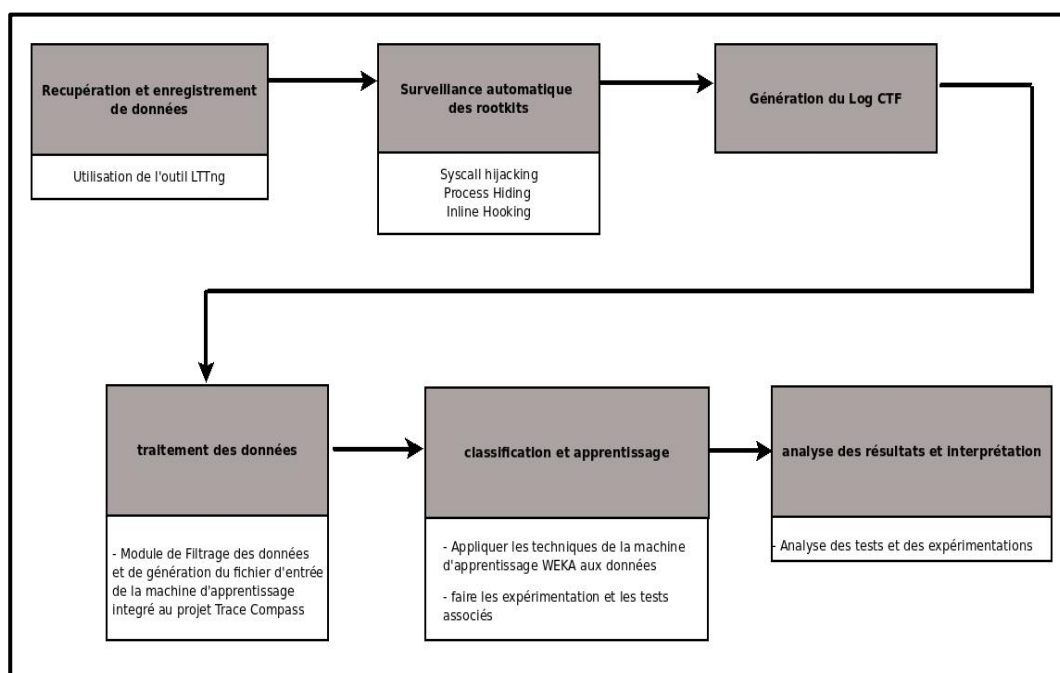 Recupération et enregistrement
de données
Utilisation de l'outil LTTng
Surveillance automatique
des rootkits
Syscall hijacking
Process Hiding
Inline Hooking
Génération du Log CTF
traitement des données
- Module de Filtrage des données
et de génération du fichier d'entrée
de la machine d'apprentissage
integré au projet Trace Compass
classification et apprentissage
- Appliquer les techniques de la machine
d'apprentissage WEKA aux données
- faire les expérimentation et les tests
associés
analyse des résultats et interprétation
- Analyse des tests et des expérimentations